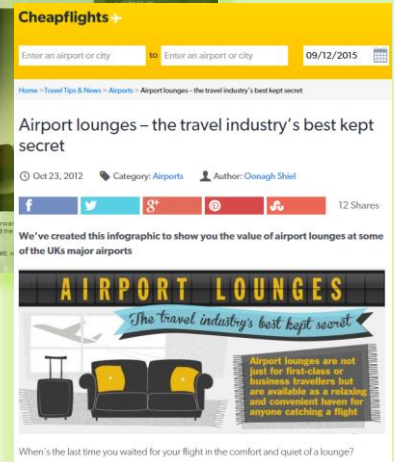 Cheapflights
Enter an airport or city to Enter an airport or city 09/12/2015
Home > Travel Tips & News > Airports > Airport lounges – the travel industry's best kept secret
Airport lounges – the travel industry's best kept
secret
Oct 23, 2012 Category: Airports Author: Oonagh Shiel
12 Shares
We've created this infographic to show you the value of airport lounges at some
of the UKs major airports
AIRPORT LOUNGES
The travel industry's best kept secret
Airport lounges are not
just for first-class or
business travellers but
are available as a relaxing
and convenient haven for
anyone catching a flight
When's the last time you waited for your flight in the comfort and quiet of a lounge?